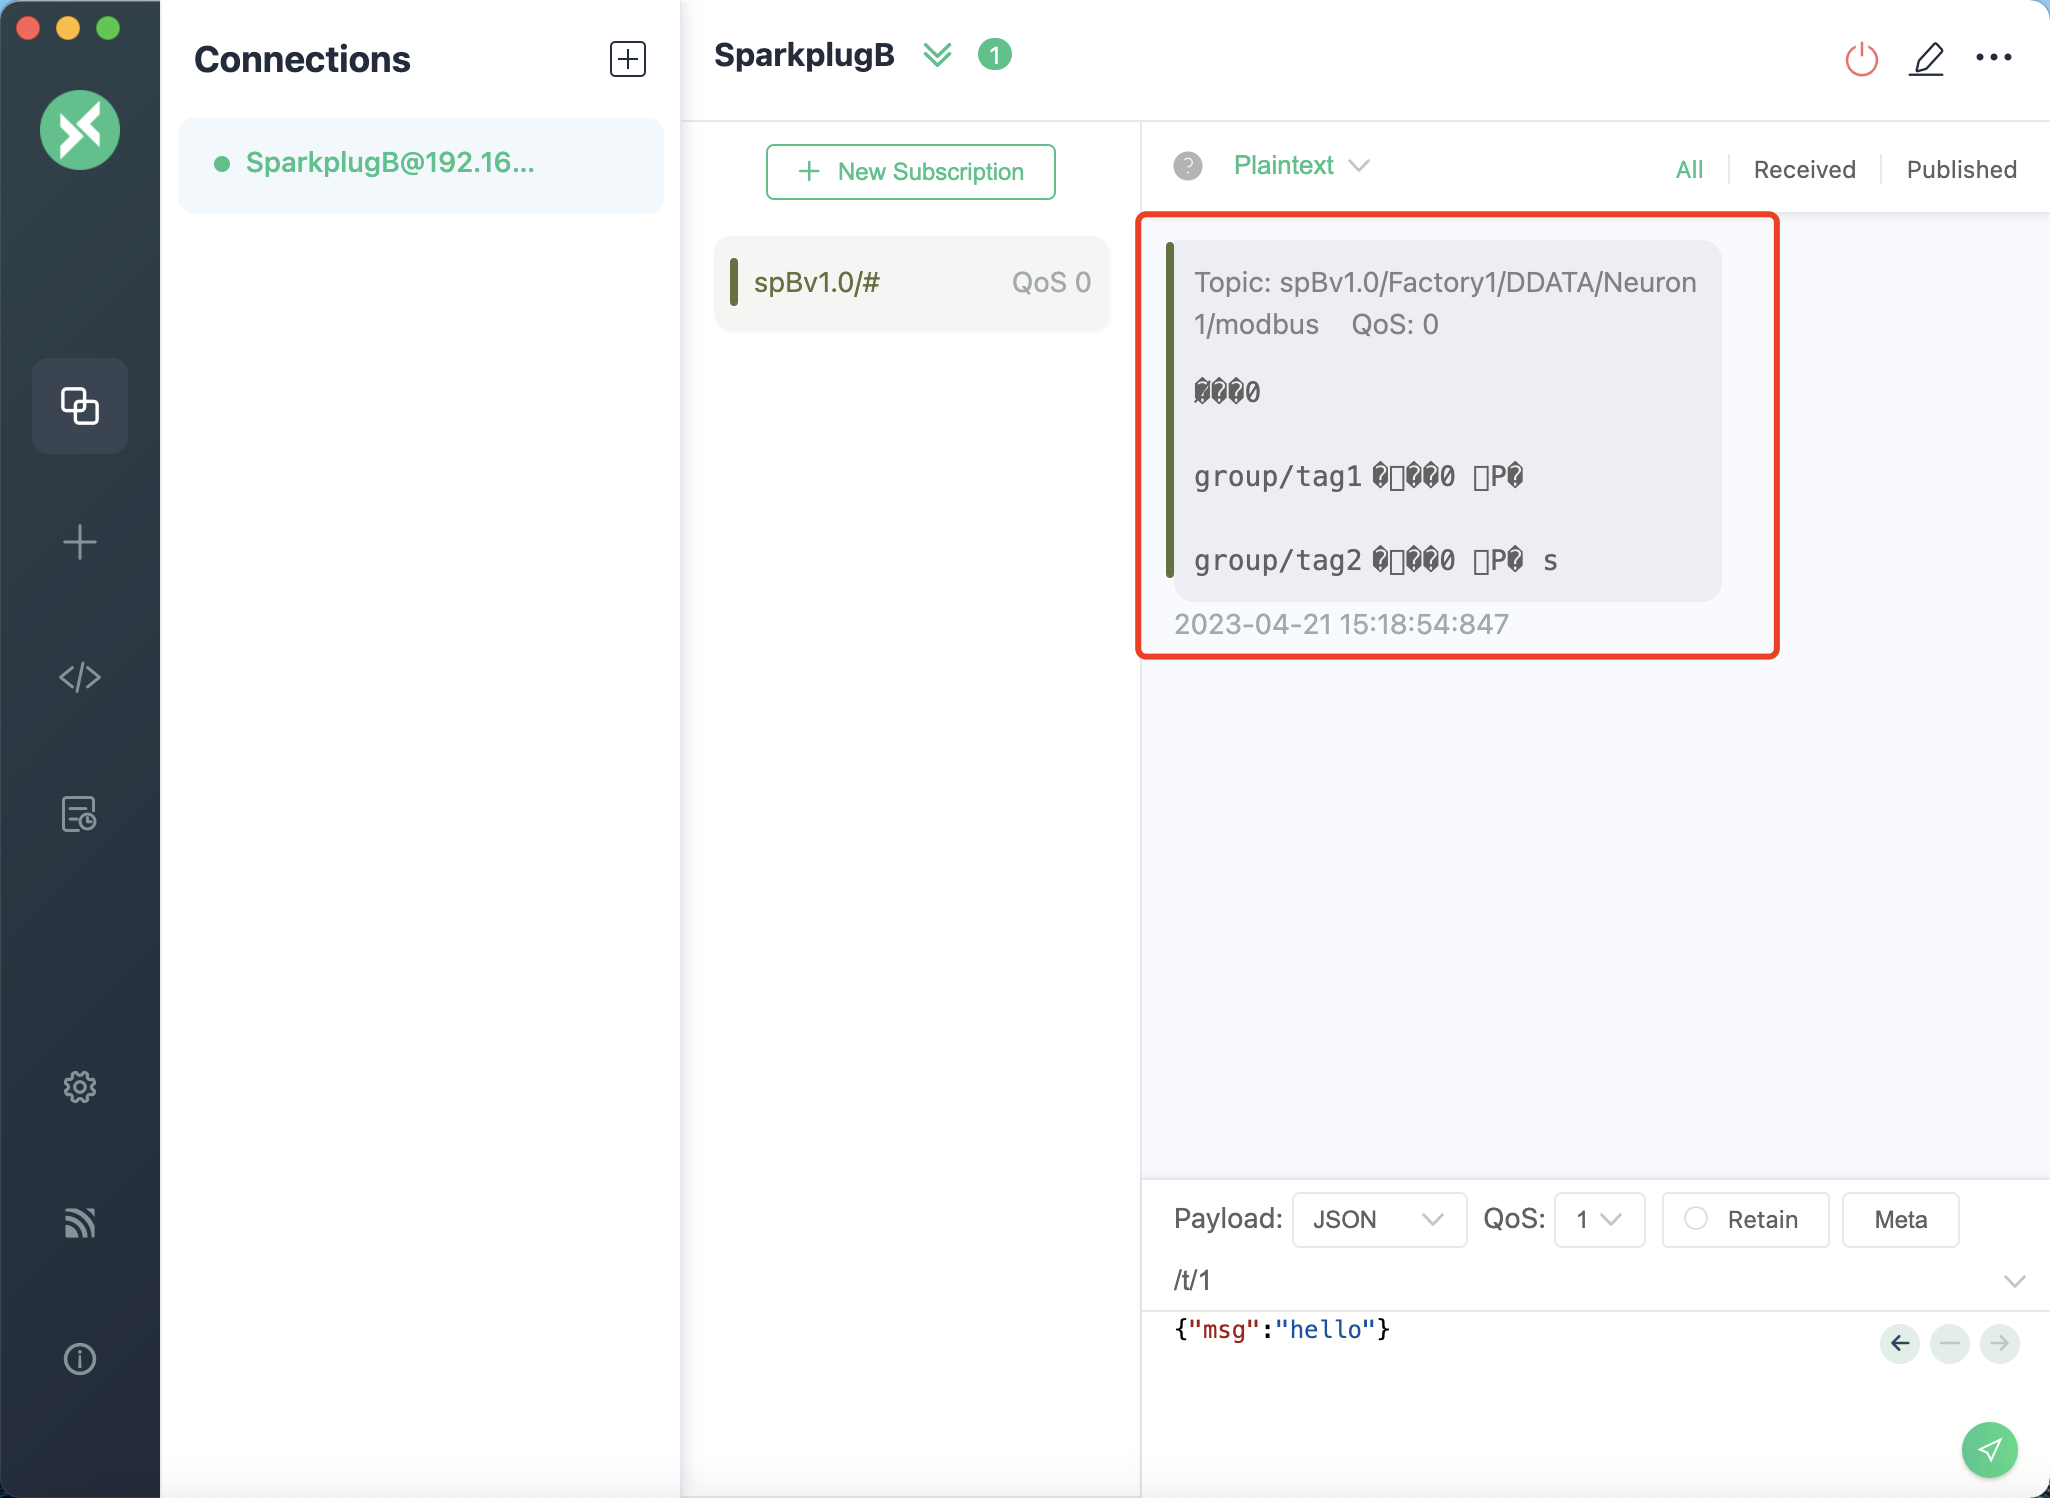 Connections
SparkplugB@192.16...
SparkplugB
1
New Subscription
spBv1.0/#
QoS 0
Plaintext
All
Received
Published
Topic: spBv1.0/Factory1/DDATA/Neuron
1/modbus QoS: 0
���0
group/tag1 �▯��0 ▯P�
group/tag2 �▯��0 ▯P� s
2023-04-21 15:18:54:847
Payload:
JSON
QoS:
1
Retain
Meta
/t/1
{"msg":"hello"}